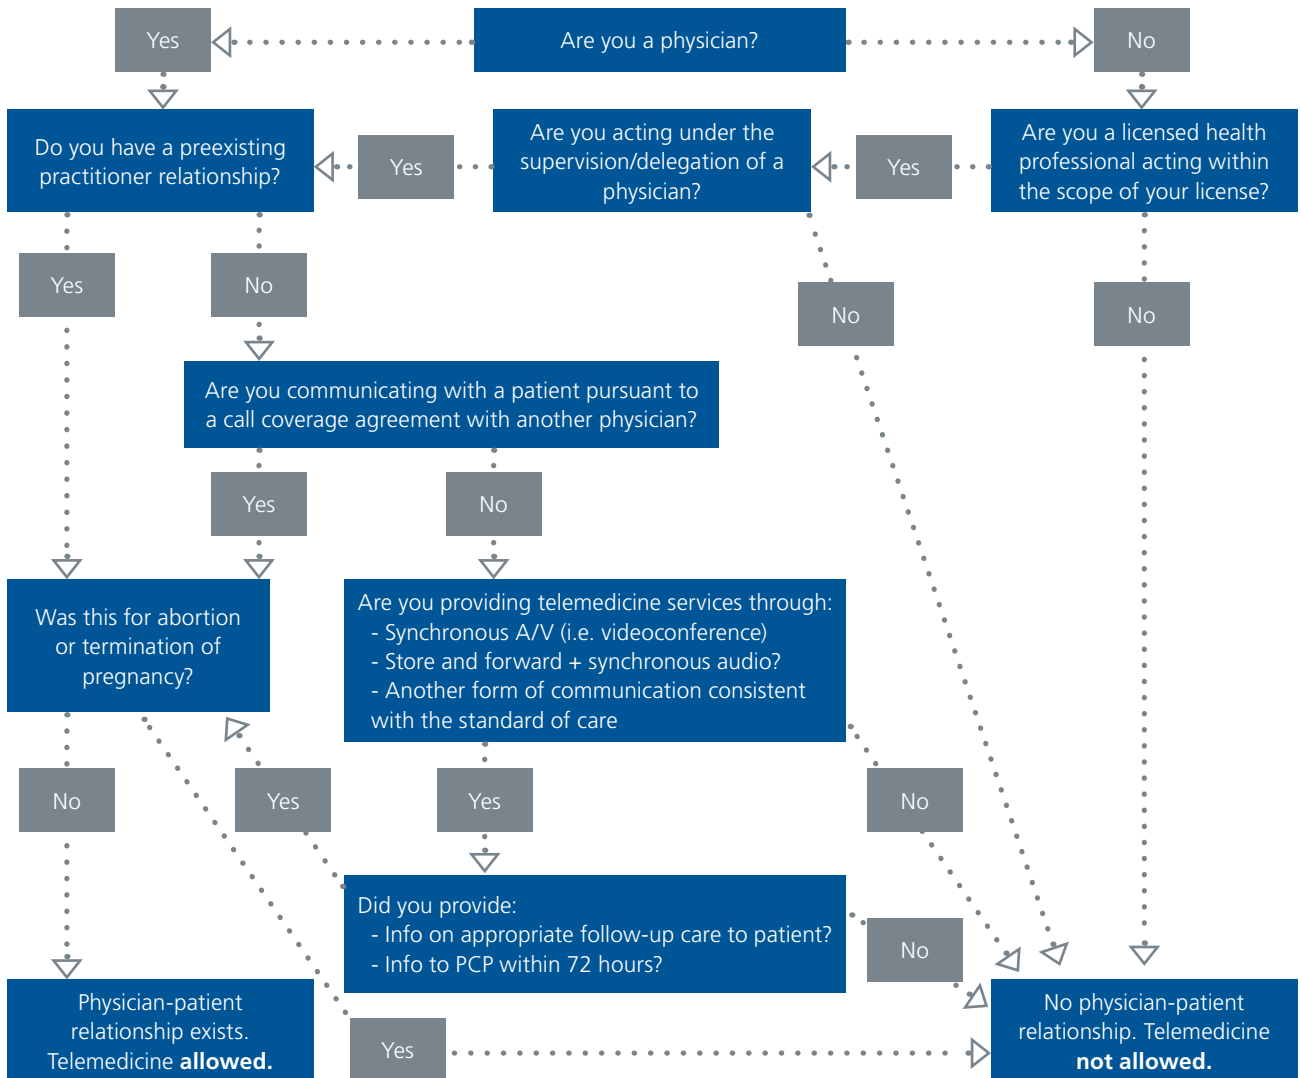 Yes
Are you a physician?
No
Do you have a preexisting
practitioner relationship?
Yes
Are you acting under the
supervision/delegation of a
physician?
Yes
Are you a licensed health
professional acting within
the scope of your license?
Yes
No
No
No
Are you communicating with a patient pursuant to
a call coverage agreement with another physician?
Yes
No
Was this for abortion
or termination of
pregnancy?
Are you providing telemedicine services through:
- Synchronous A/V (i.e. videoconference)
- Store and forward + synchronous audio?
- Another form of communication consistent
with the standard of care
No
Yes
Yes
No
Did you provide:
- Info on appropriate follow-up care to patient?
- Info to PCP within 72 hours?
No
Physician-patient
relationship exists.
Telemedicine allowed.
Yes
No physician-patient
relationship. Telemedicine
not allowed.